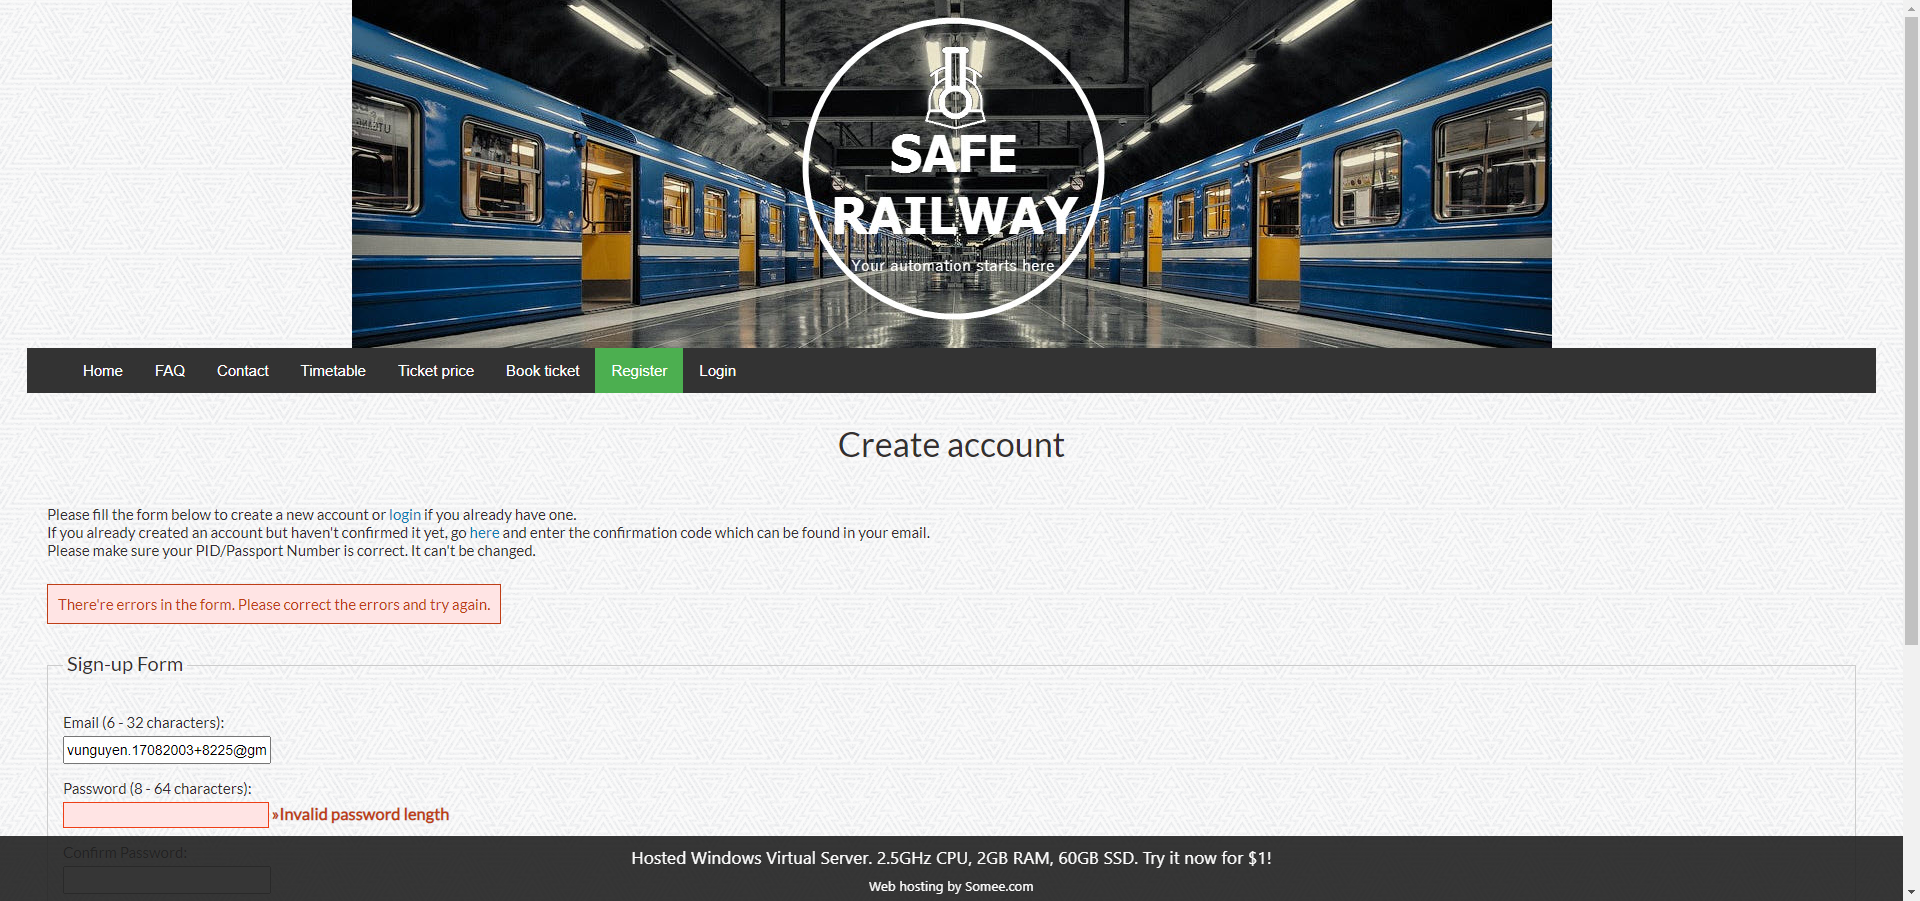 SAFE
RAILWAY
Your automation starts here
Home FAQ Contact Timetable Ticket price Book ticket Register Login
Create account
Please fill the form below to create a new account or login if you already have one.
If you already created an account but haven't confirmed it yet, go here and enter the confirmation code which can be found in your email.
Please make sure your PID/Passport Number is correct. It can't be changed.
There're errors in the form. Please correct the errors and try again.
Sign-up Form
Email (6 - 32 characters):
vunguyen.17082003+8225@gm
Password (8 - 64 characters):
»Invalid password length
Confirm Password:
Hosted Windows Virtual Server. 2.5GHz CPU, 2GB RAM, 60GB SSD. Try it now for $1!
Web hosting by Somee.com